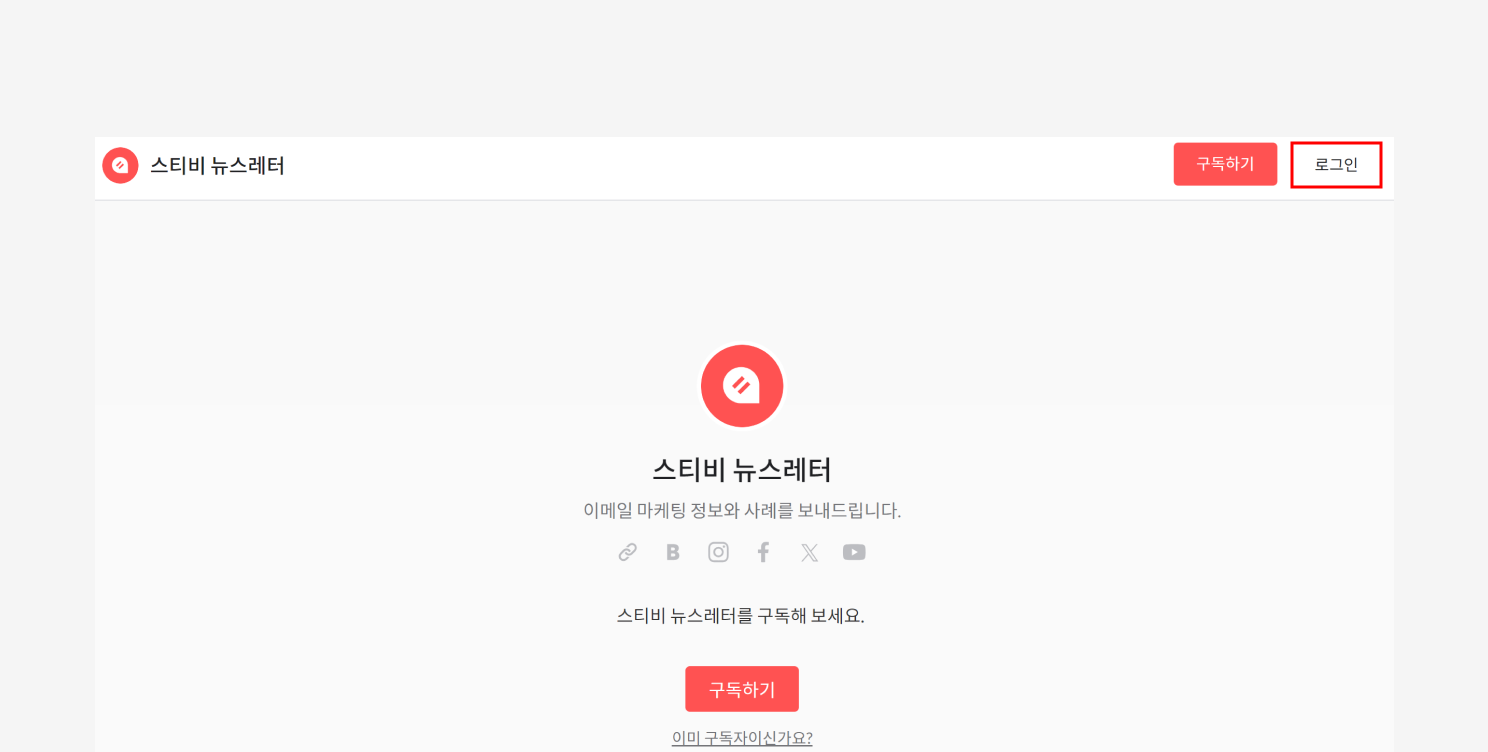 스티비 뉴스레터
구독하기
로그인
스티비 뉴스레터
이메일 마케팅 정보와 사례를 보내드립니다.
스티비 뉴스레터를 구독해 보세요.
구독하기
이미 구독자이신가요?